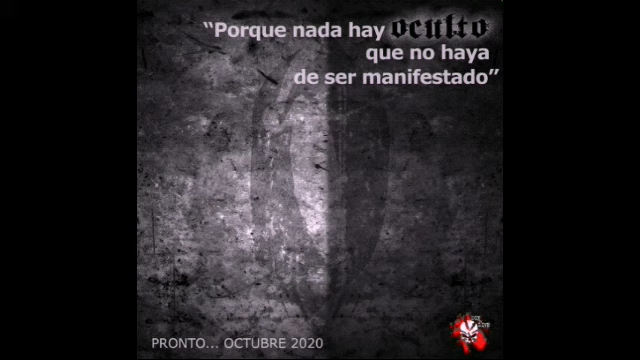 “Porque nada hay oculto
que no haya
de ser manifestado”
PRONTO... OCTUBRE 2020